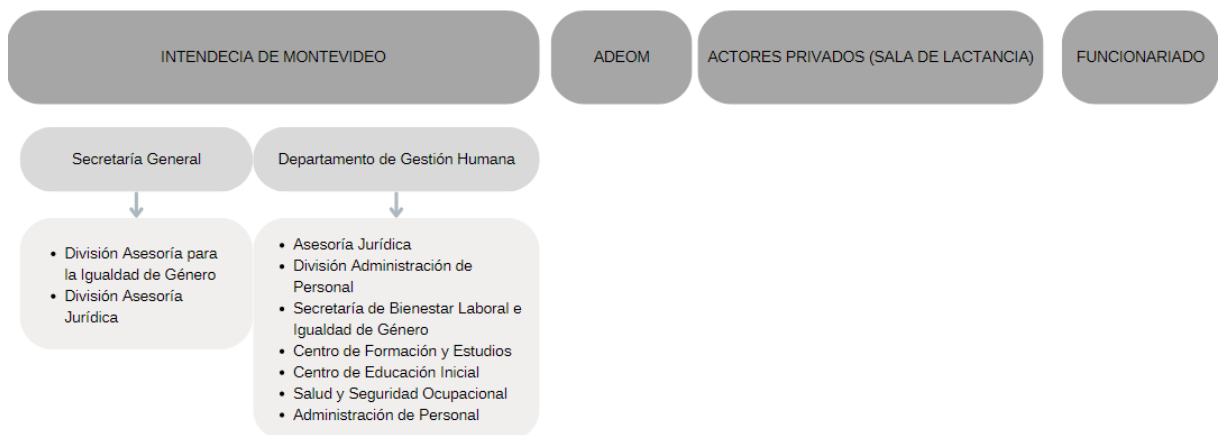 INTENDECIA DE MONTEVIDEO
ADEOM
ACTORES PRIVADOS (SALA DE LACTANCIA)
FUNCIONARIADO
Secretaría General
Departamento de Gestión Humana
• División Asesoría para
la Igualdad de Género
• División Asesoría
Jurídica
• Asesoría Jurídica
• División Administración de
Personal
• Secretaría de Bienestar Laboral e
Igualdad de Género
• Centro de Formación y Estudios
• Centro de Educación Inicial
• Salud y Seguridad Ocupacional
• Administración de Personal